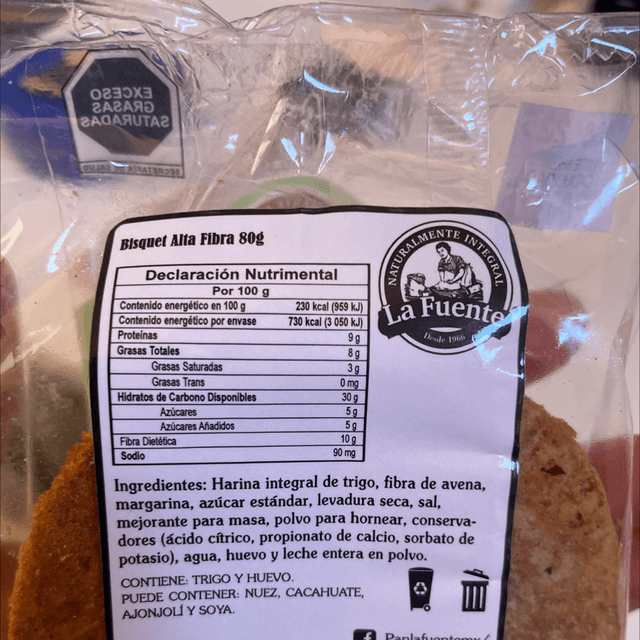 EXCESO
GRASAS
SATURADAS
SECRETARÍA DE SALUD
Bisquet Alta Fibra 80g
NATURALMENTE INTEGRAL
La Fuente
Desde 1966
Declaración Nutrimental
Por 100 g
Contenido energético en 100 g 230 kcal (959 kJ)
Contenido energético por envase 730 kcal (3 050 kJ)
Proteínas 9 g
Grasas Totales 8 g
Grasas Saturadas 3 g
Grasas Trans 0 mg
Hidratos de Carbono Disponibles 30 g
Azúcares 5 g
Azúcares Añadidos 5 g
Fibra Dietética 10 g
Sodio 90 mg
Ingredientes: Harina integral de trigo, fibra de avena,
margarina, azúcar estándar, levadura seca, sal,
mejorante para masa, polvo para hornear, conserva-
dores (ácido cítrico, propionato de calcio, sorbato de
potasio), agua, huevo y leche entera en polvo.
CONTIENE: TRIGO Y HUEVO.
PUEDE CONTENER: NUEZ, CACAHUATE,
AJONJOLÍ Y SOYA.